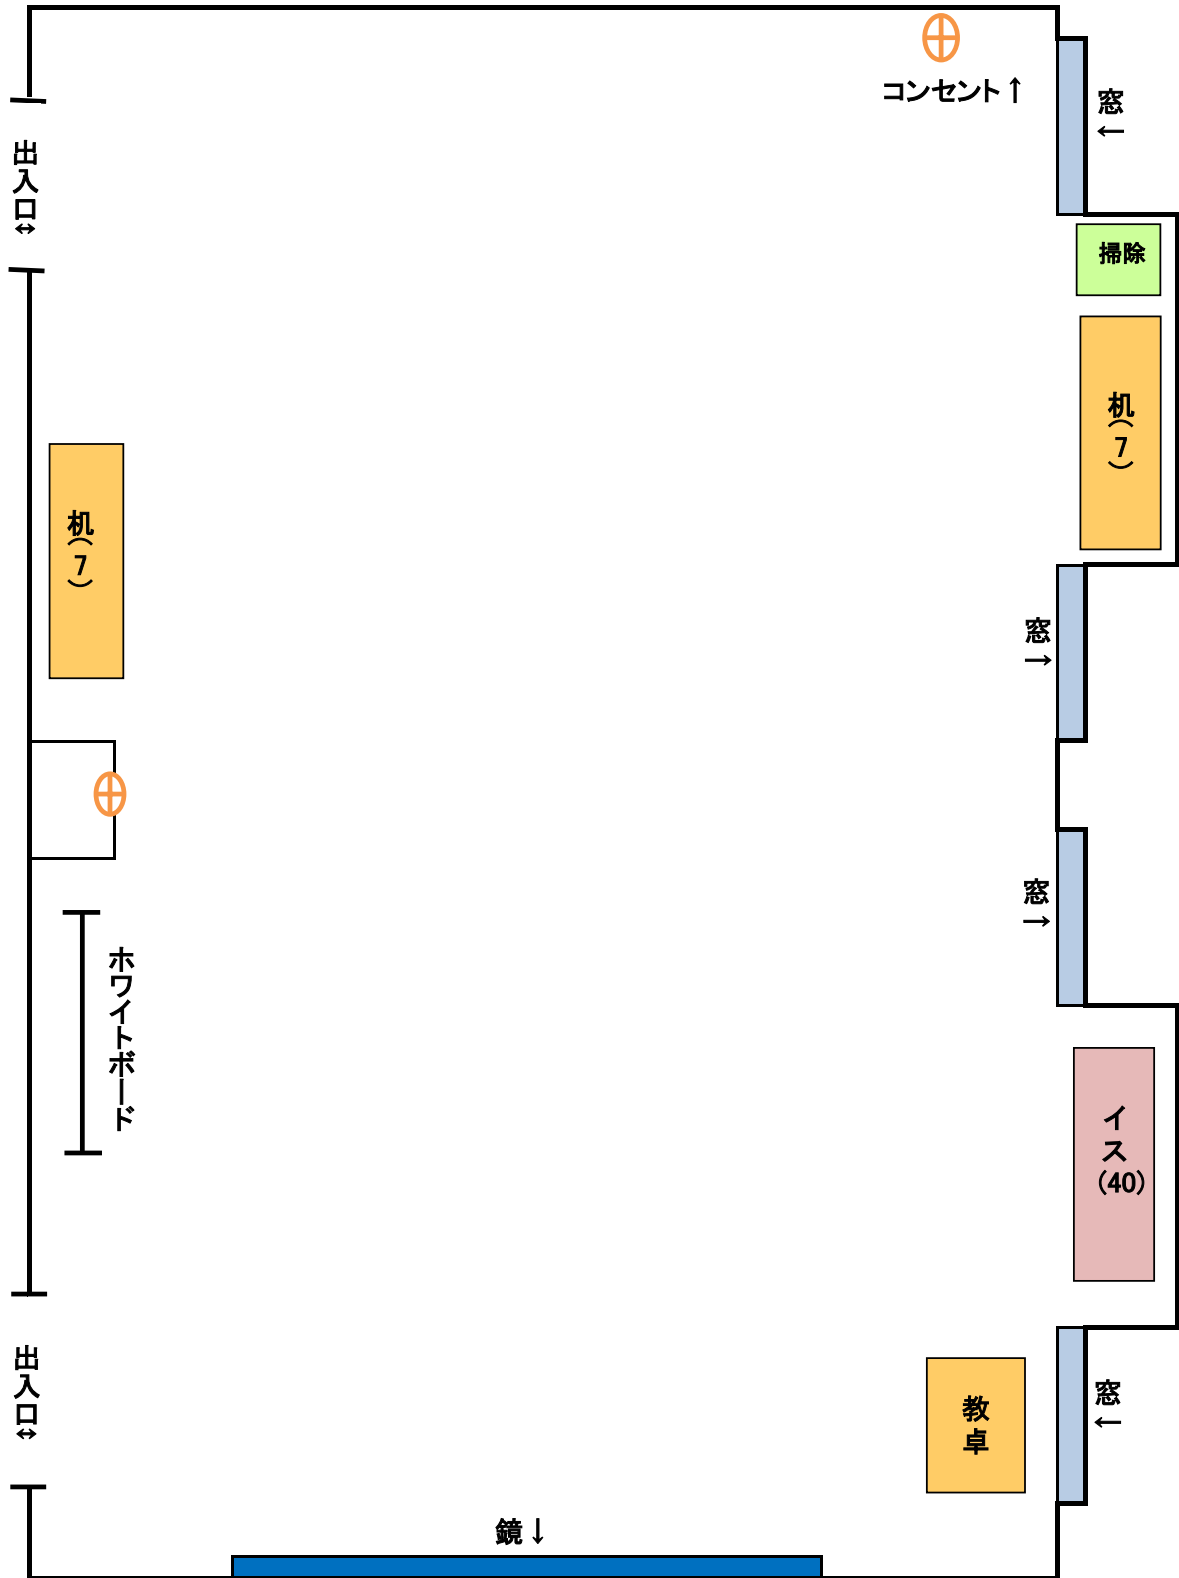 コンセント↑
窓
←
出入口
↔
掃除
机(7)
机(7)
窓
→
窓
→
ホワイトボード
イス
(40)
出入口
↔
教卓
窓
←
鏡↓